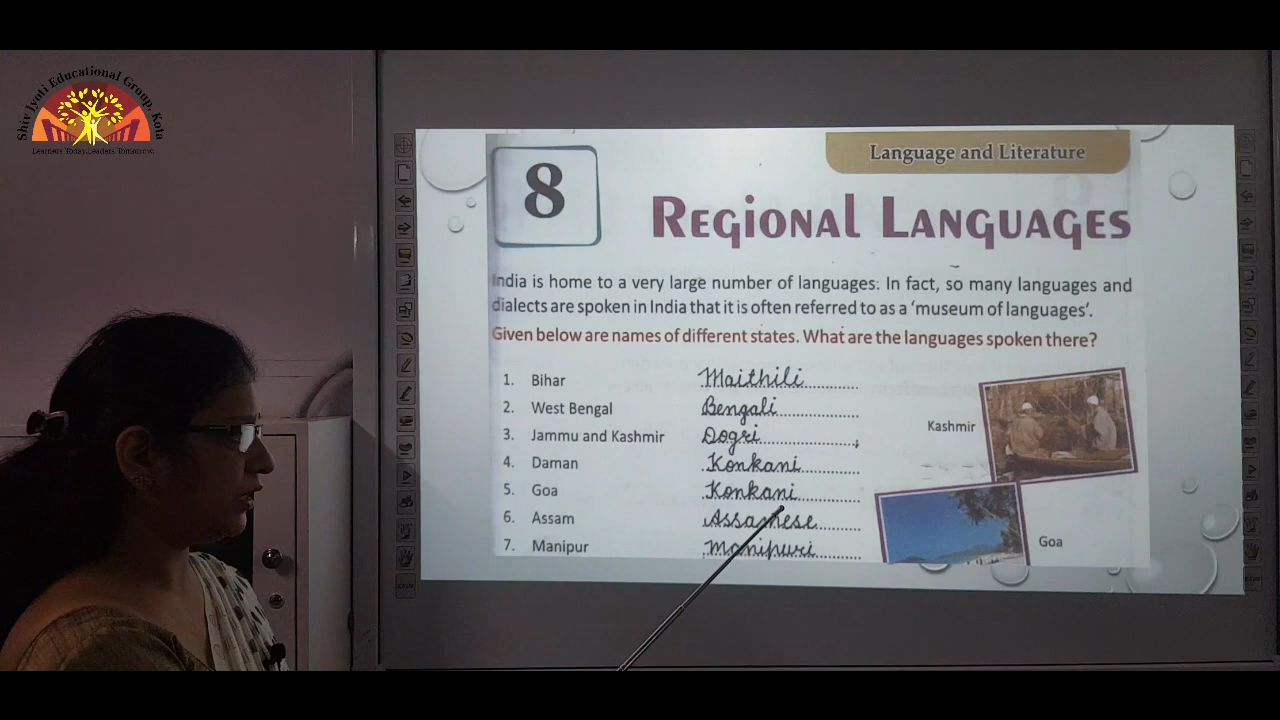 Shiv Jyoti Educational Group, Kota
Learners Today,Leaders Tomorrow.
8
Language and Literature
REGIONAL LANGUAGES
India is home to a very large number of languages. In fact, so many languages and
dialects are spoken in India that it is often referred to as a ‘museum of languages’.
Given below are names of different states. What are the languages spoken there?
1. Bihar Maithili
2. West Bengal Bengali
3. Jammu and Kashmir Dogri
4. Daman Konkani
5. Goa Konkani
6. Assam Assamese
7. Manipur Manipuri
Kashmir
Goa